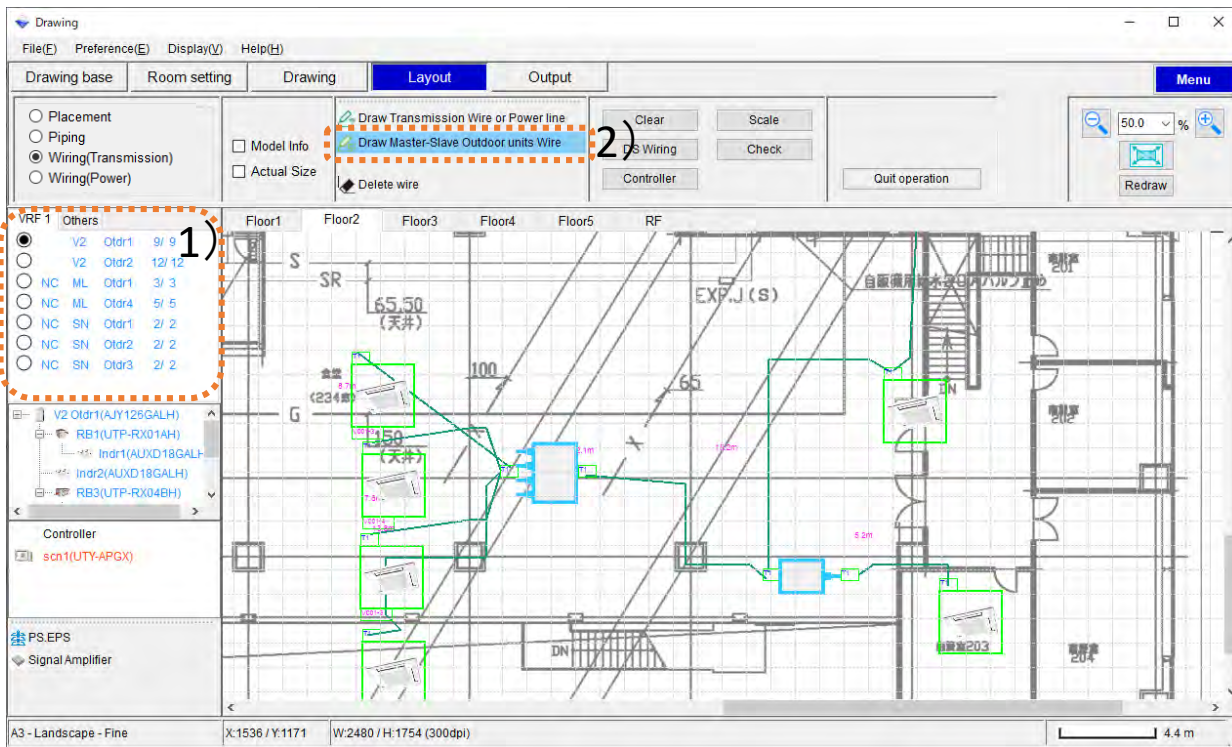 Drawing
File(F) Preference(E) Display(V) Help(H)
Drawing base Room setting Drawing Layout Output Menu
Placement
Piping
Wiring(Transmission)
Wiring(Power)
Model Info
Actual Size
Draw Transmission Wire or Power line
Draw Master-Slave Outdoor units Wire
Delete wire
2)
Clear Scale
DS Wiring Check
Controller
Quit operation
50.0 %
Redraw
VRF 1 Others
1)
V2 Otdr1 9/ 9
V2 Otdr2 12/ 12
NC ML Otdr1 3/ 3
NC ML Otdr4 5/ 5
NC SN Otdr1 2/ 2
NC SN Otdr2 2/ 2
NC SN Otdr3 2/ 2
V2 Otdr1(AJY126GALH)
RB1(UTP-RX01AH)
Indr1(AUXD18GALH
Indr2(AUXD18GALH)
RB3(UTP-RX04BH)
Controller
scn1(UTY-APGX)
PS.EPS
Signal Amplifier
Floor1 Floor2 Floor3 Floor4 Floor5 RF
S
SR
65.50
(天井)
EXP.J(S)
201
100
65
DN
G
150
(天井)
202
5.2m
203
DN
204
A3 - Landscape - Fine X:1536 / Y:1171 W:2480 / H:1754 (300dpi) 4.4 m